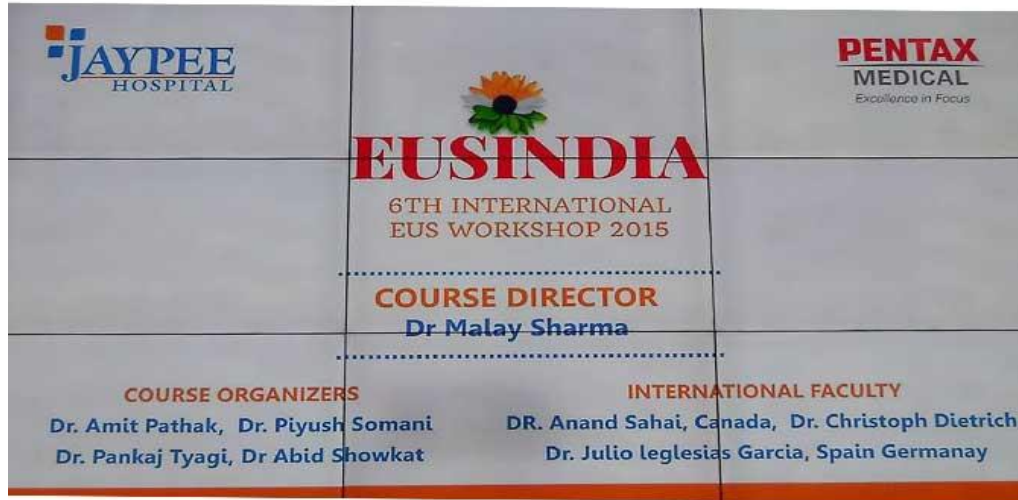 JAYPEE
HOSPITAL
PENTAX
MEDICAL
Excellence in Focus
EUSINDIA
6TH INTERNATIONAL
EUS WORKSHOP 2015
COURSE DIRECTOR
Dr Malay Sharma
COURSE ORGANIZERS
Dr. Amit Pathak, Dr. Piyush Somani
Dr. Pankaj Tyagi, Dr Abid Showkat
INTERNATIONAL FACULTY
DR. Anand Sahai, Canada, Dr. Christoph Dietrich
Dr. Julio leglesias Garcia, Spain Germanay